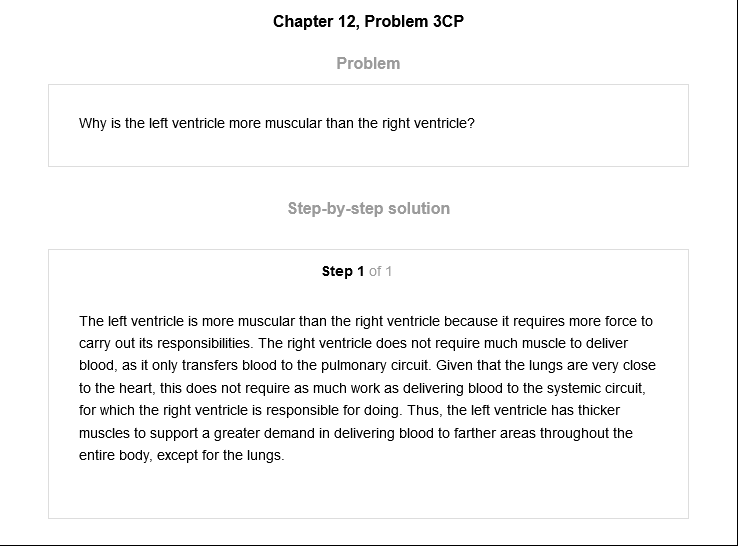 Chapter 12, Problem 3CP
Problem
Why is the left ventricle more muscular than the right ventricle?
Step-by-step solution
Step 1 of 1
The left ventricle is more muscular than the right ventricle because it requires more force to
carry out its responsibilities. The right ventricle does not require much muscle to deliver
blood, as it only transfers blood to the pulmonary circuit. Given that the lungs are very close
to the heart, this does not require as much work as delivering blood to the systemic circuit,
for which the right ventricle is responsible for doing. Thus, the left ventricle has thicker
muscles to support a greater demand in delivering blood to farther areas throughout the
entire body, except for the lungs.